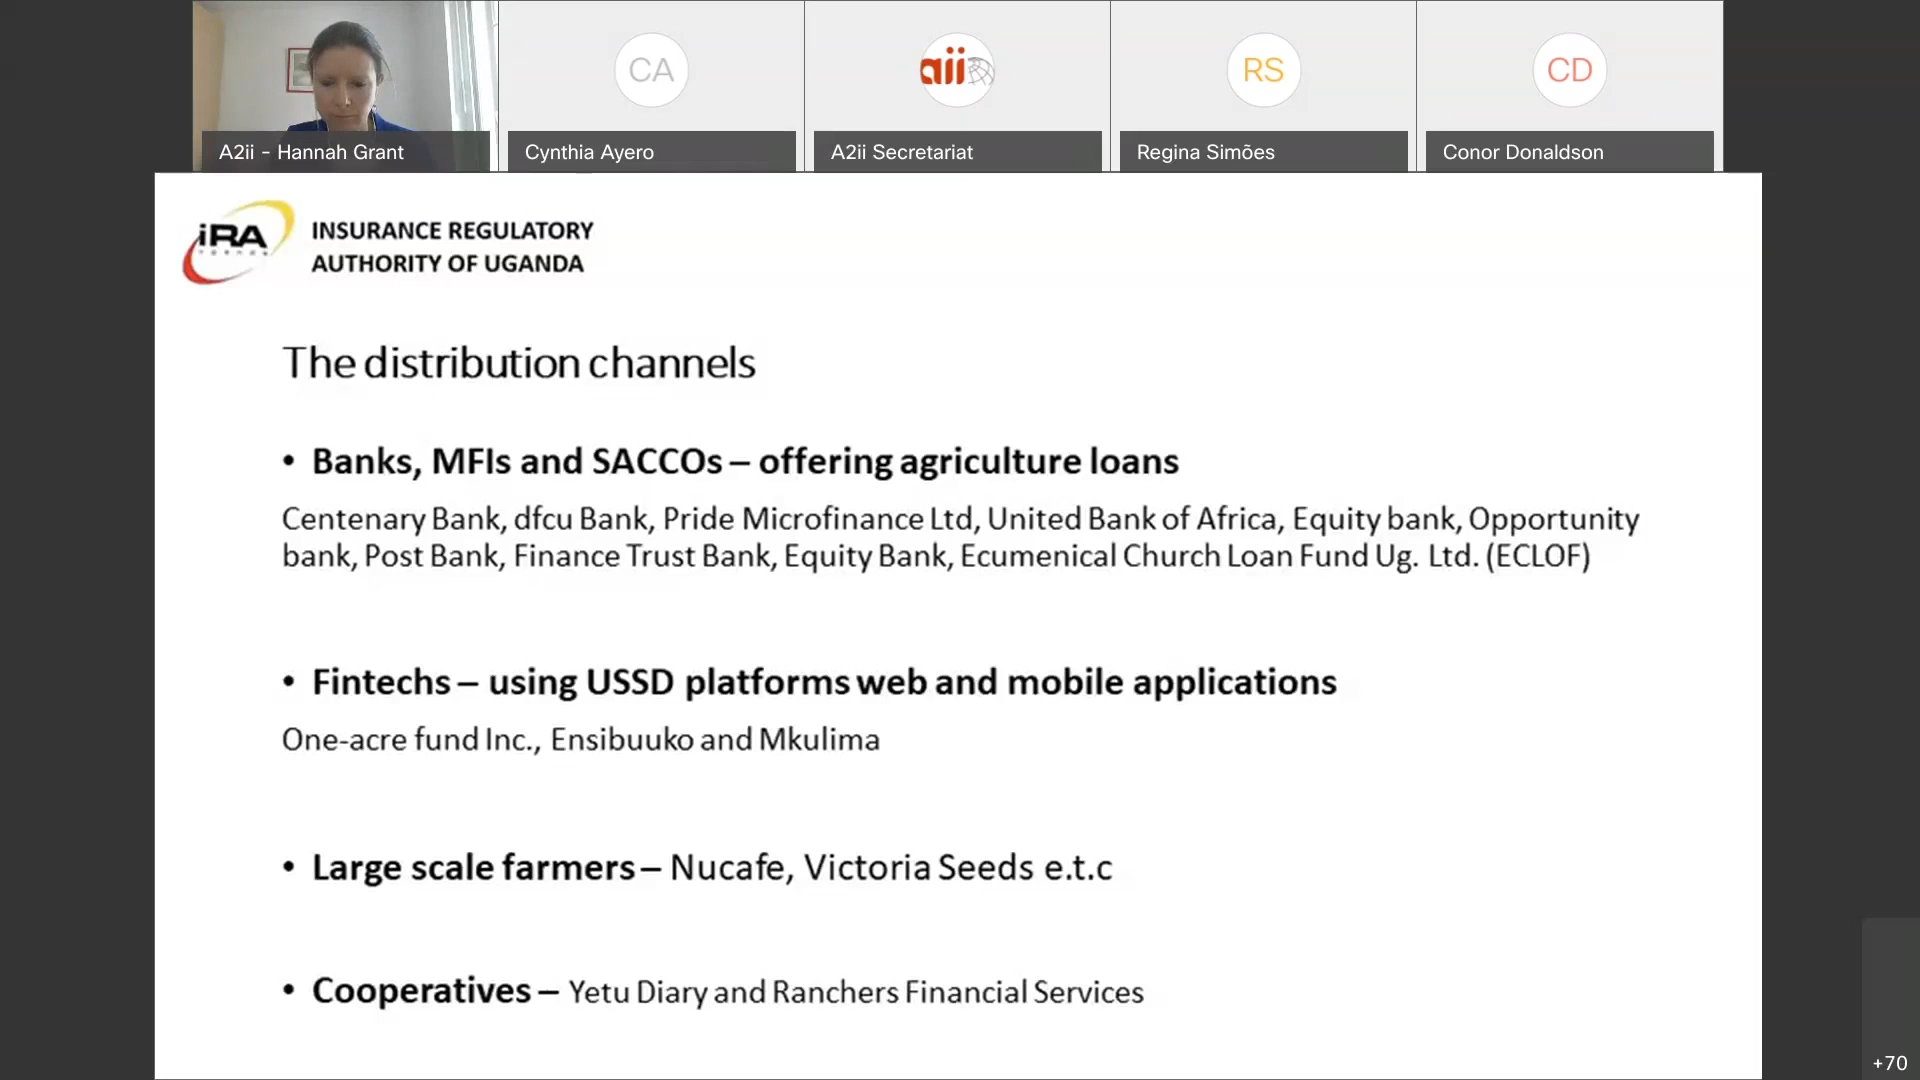 CA
aii
RS
CD
A2ii - Hannah Grant
Cynthia Ayero
A2ii Secretariat
Regina Simões
Conor Donaldson
iRA
INSURANCE REGULATORY
AUTHORITY OF UGANDA
The distribution channels
• Banks, MFIs and SACCOs – offering agriculture loans
Centenary Bank, dfcu Bank, Pride Microfinance Ltd, United Bank of Africa, Equity bank, Opportunity
bank, Post Bank, Finance Trust Bank, Equity Bank, Ecumenical Church Loan Fund Ug. Ltd. (ECLOF)
• Fintechs – using USSD platforms web and mobile applications
One-acre fund Inc., Ensibuuko and Mkulima
• Large scale farmers – Nucafe, Victoria Seeds e.t.c
• Cooperatives – Yetu Diary and Ranchers Financial Services
+70